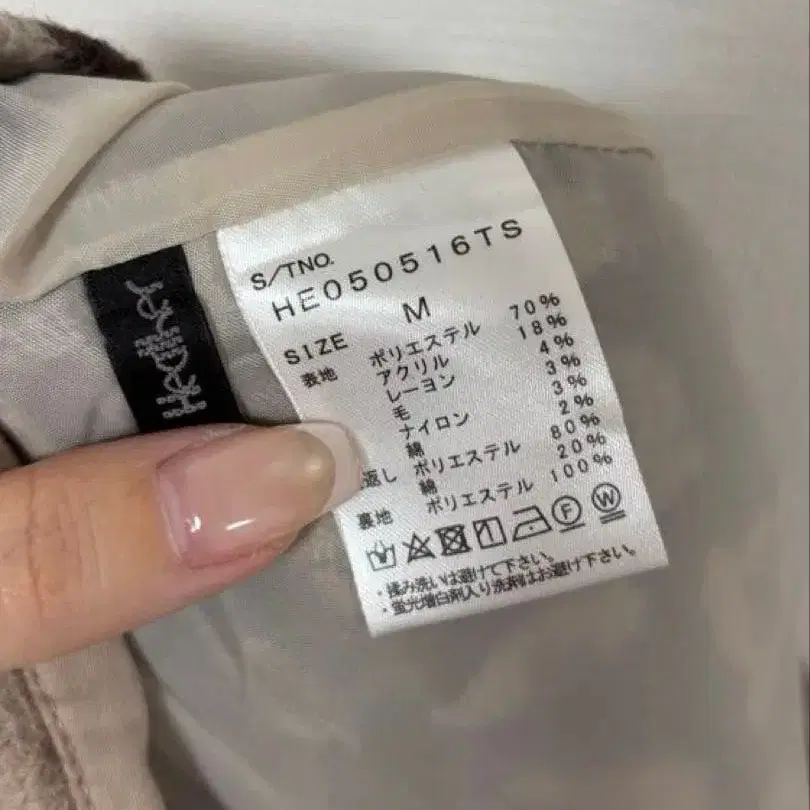 S/TNO.
HE050516TS
SIZE M
表地 ポリエステル 70%
アクリル 18%
レーヨン 4%
毛 3%
ナイロン 3%
綿 2%
返し ポリエステル 80%
綿 20%
裏地 ポリエステル 100%
F W
・揉み洗いは避けて下さい。
・蛍光増白剤入り洗剤はお避け下さい。